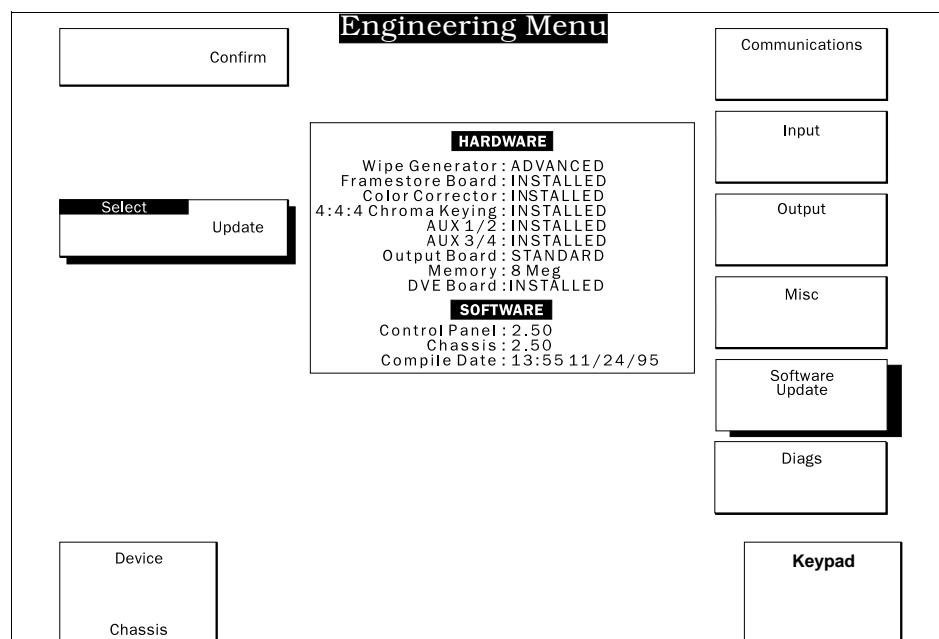 Engineering Menu
Confirm
Select
Update
HARDWARE
Wipe Generator : ADVANCED
Framestore Board : INSTALLED
Color Corrector : INSTALLED
4:4:4 Chroma Keying : INSTALLED
AUX 1/2 : INSTALLED
AUX 3/4 : INSTALLED
Output Board : STANDARD
Memory : 8 Meg
DVE Board :INSTALLED
SOFTWARE
Control Panel : 2.50
Chassis : 2.50
Compile Date : 13:55 11/24/95
Communications
Input
Output
Misc
Software
Update
Diags
Device
Chassis
Keypad